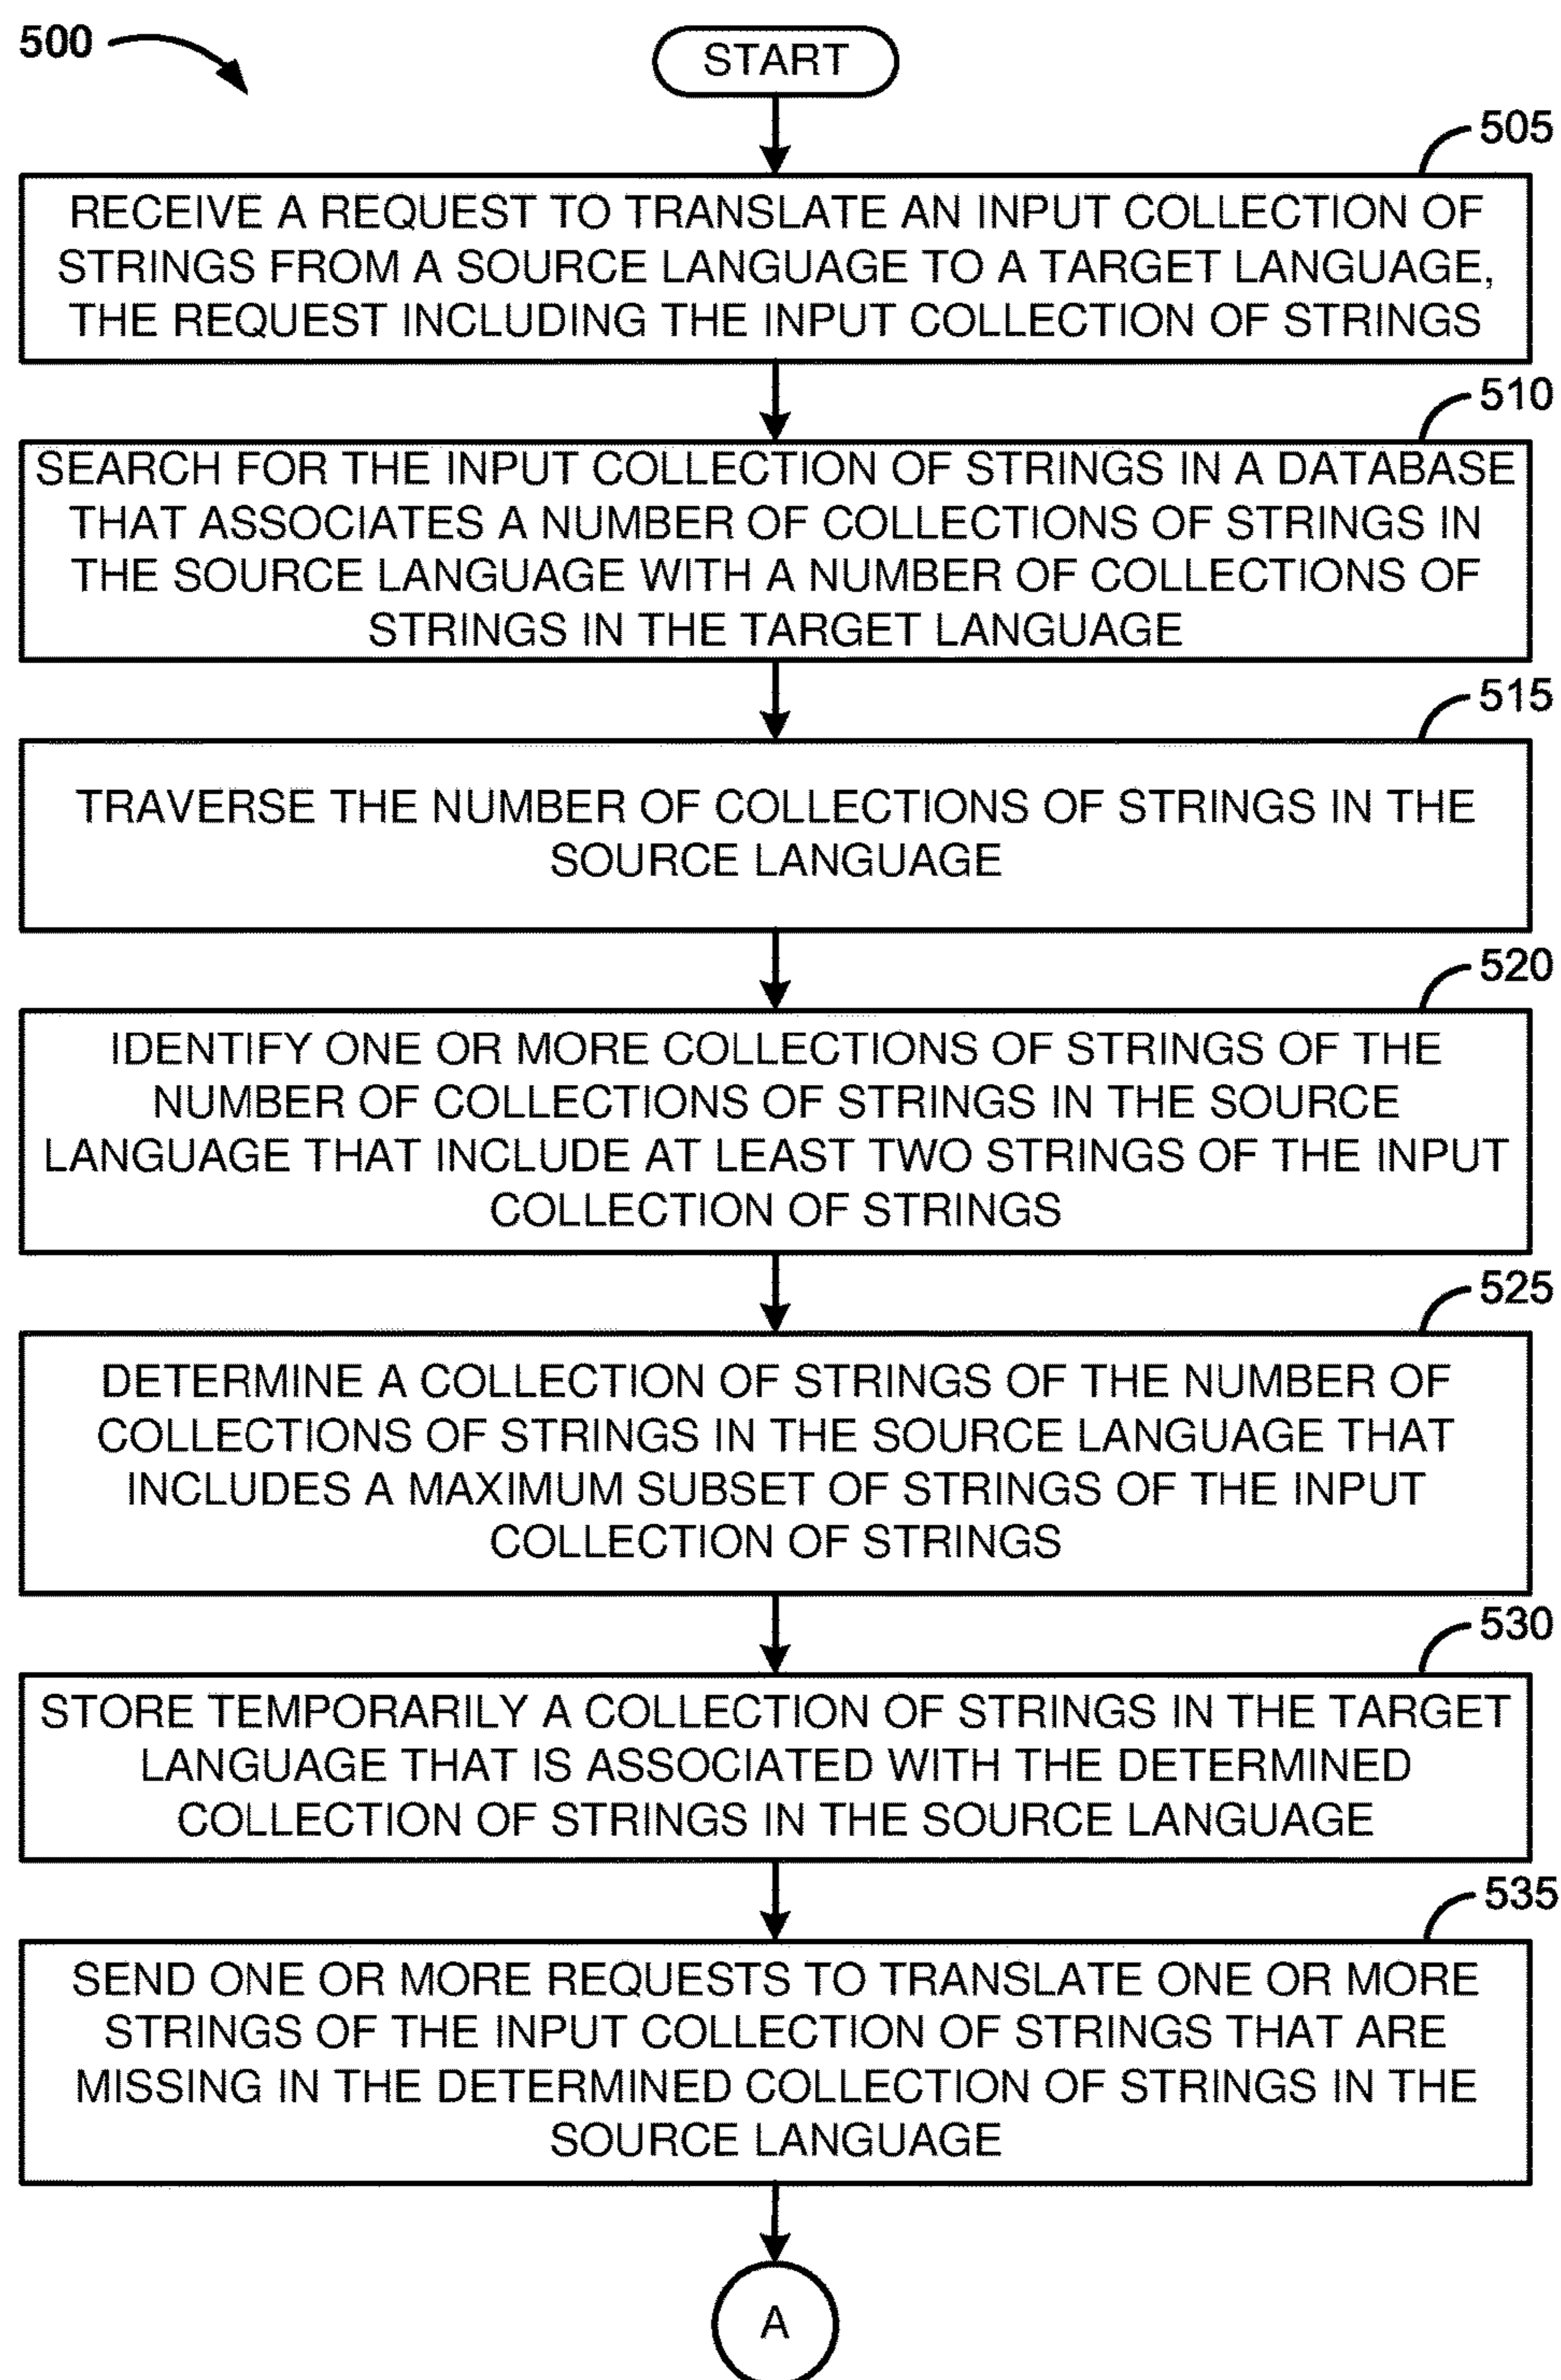 500
START
505
RECEIVE A REQUEST TO TRANSLATE AN INPUT COLLECTION OF
STRINGS FROM A SOURCE LANGUAGE TO A TARGET LANGUAGE,
THE REQUEST INCLUDING THE INPUT COLLECTION OF STRINGS
510
SEARCH FOR THE INPUT COLLECTION OF STRINGS IN A DATABASE
THAT ASSOCIATES A NUMBER OF COLLECTIONS OF STRINGS IN
THE SOURCE LANGUAGE WITH A NUMBER OF COLLECTIONS OF
STRINGS IN THE TARGET LANGUAGE
515
TRAVERSE THE NUMBER OF COLLECTIONS OF STRINGS IN THE
SOURCE LANGUAGE
520
IDENTIFY ONE OR MORE COLLECTIONS OF STRINGS OF THE
NUMBER OF COLLECTIONS OF STRINGS IN THE SOURCE
LANGUAGE THAT INCLUDE AT LEAST TWO STRINGS OF THE INPUT
COLLECTION OF STRINGS
525
DETERMINE A COLLECTION OF STRINGS OF THE NUMBER OF
COLLECTIONS OF STRINGS IN THE SOURCE LANGUAGE THAT
INCLUDES A MAXIMUM SUBSET OF STRINGS OF THE INPUT
COLLECTION OF STRINGS
530
STORE TEMPORARILY A COLLECTION OF STRINGS IN THE TARGET
LANGUAGE THAT IS ASSOCIATED WITH THE DETERMINED
COLLECTION OF STRINGS IN THE SOURCE LANGUAGE
535
SEND ONE OR MORE REQUESTS TO TRANSLATE ONE OR MORE
STRINGS OF THE INPUT COLLECTION OF STRINGS THAT ARE
MISSING IN THE DETERMINED COLLECTION OF STRINGS IN THE
SOURCE LANGUAGE
A